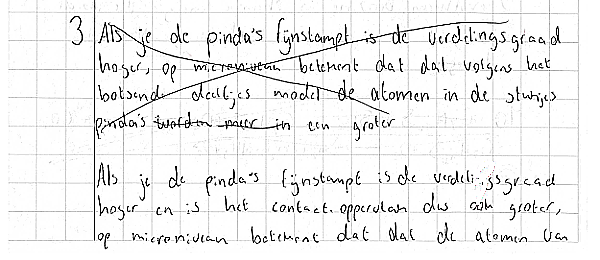 3 Als je de pinda's fijnstampt is de verdelingsgraad
hoger, op microniveau betekent dat dat volgens het
botsende deeltjes model de atomen in de stukjes
pinda's worden meer in een groter
Als je de pinda's fijnstampt is de verdelingsgraad
hoger en is het contact.oppervlak dus ook groter,
op microniveau betekent dat dat de atomen van